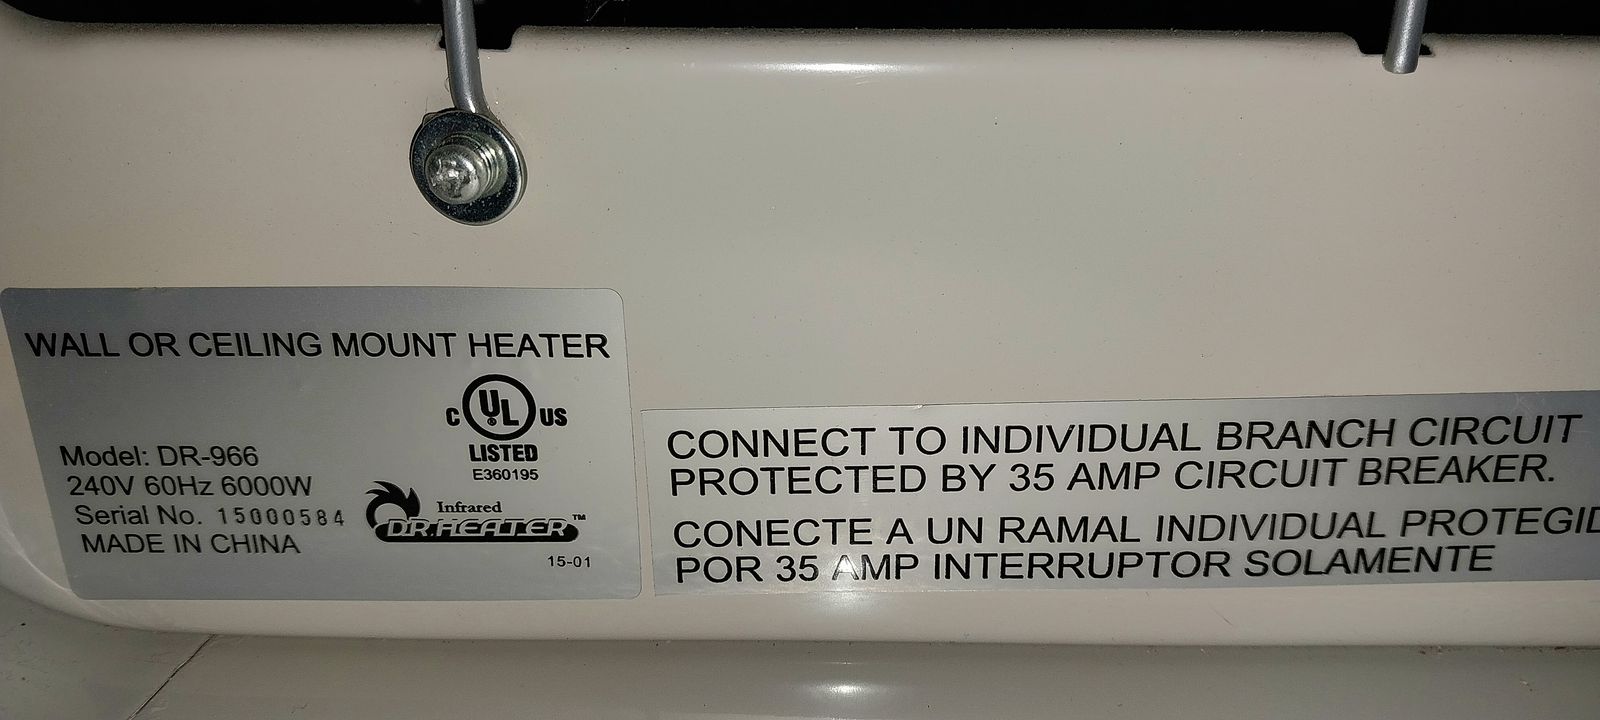 WALL OR CEILING MOUNT HEATER
C UL US
LISTED
E360195
Model: DR-966
240V 60Hz 6000W
Serial No. 15000584
MADE IN CHINA
Infrared
DR.HEATER™
15-01
CONNECT TO INDIVIDUAL BRANCH CIRCUIT
PROTECTED BY 35 AMP CIRCUIT BREAKER.
CONECTE A UN RAMAL INDIVIDUAL PROTEGID
POR 35 AMP INTERRUPTOR SOLAMENTE